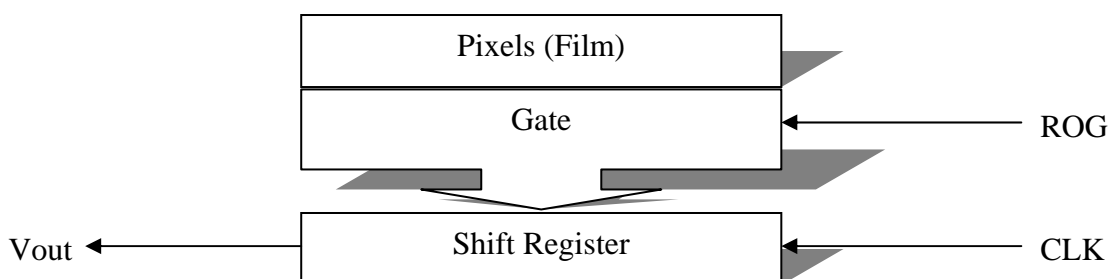 Pixels (Film)
Gate
ROG
Shift Register
Vout
CLK